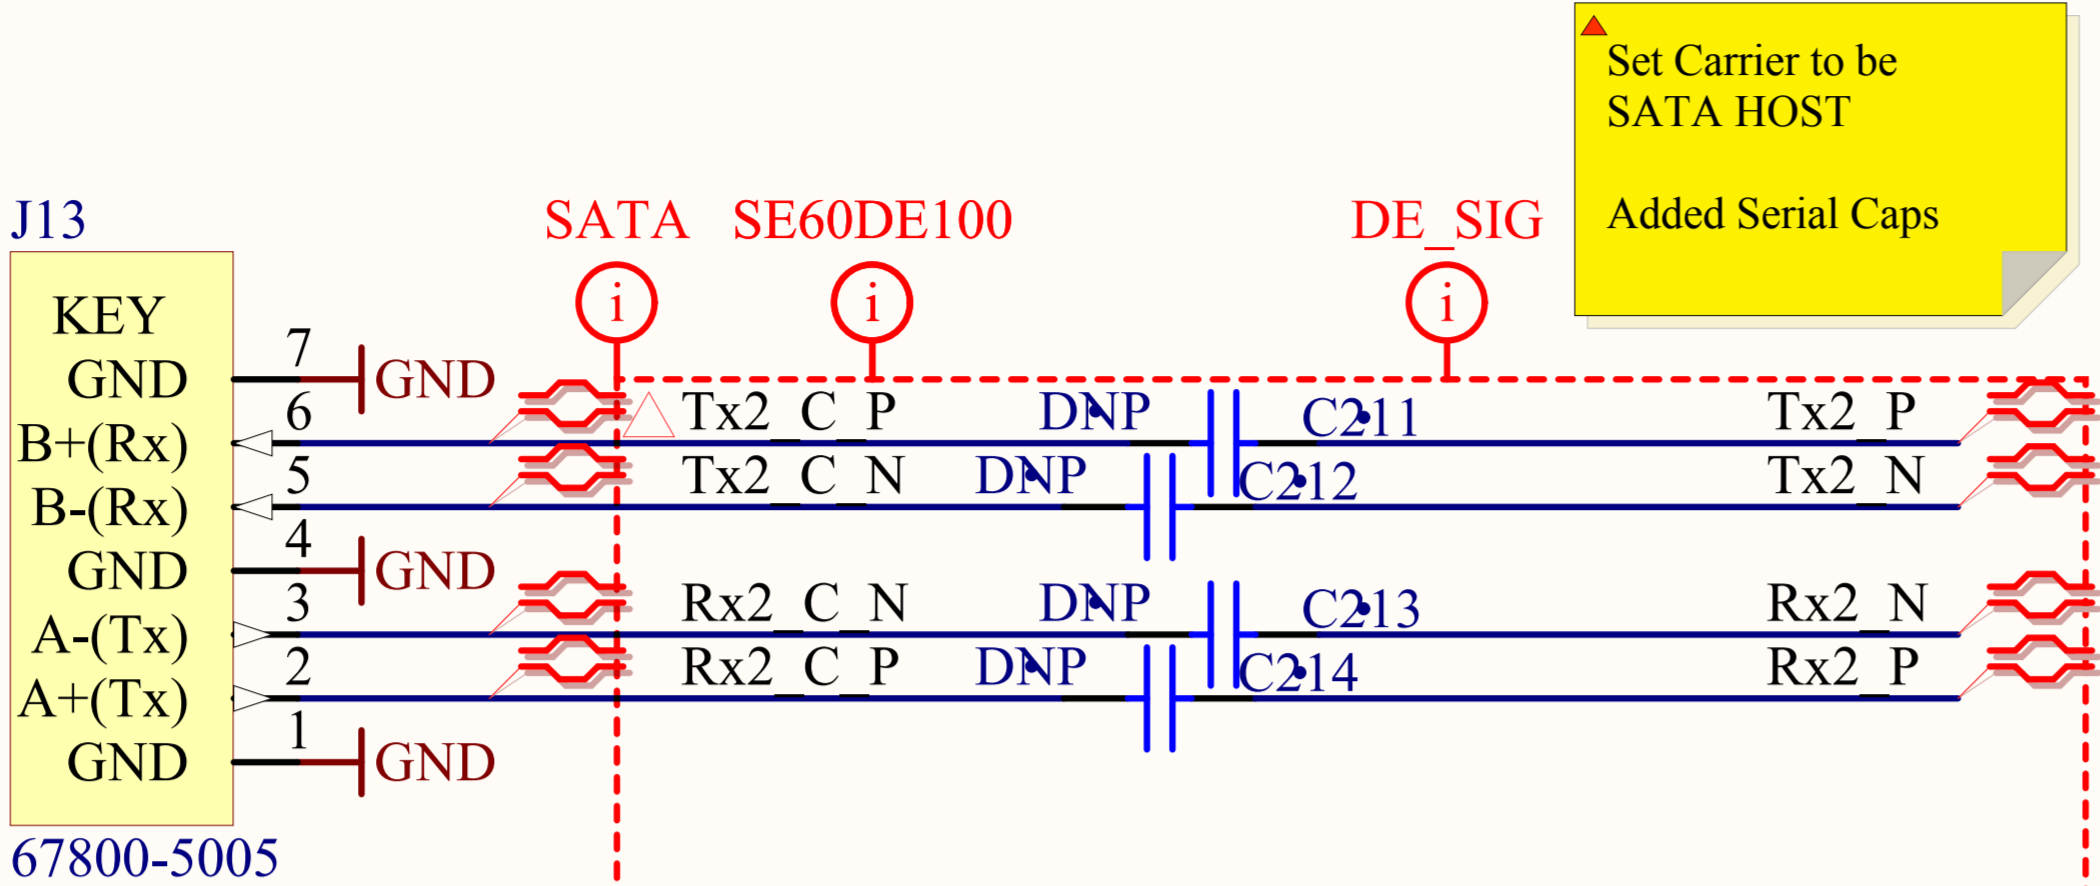 Set Carrier to be
SATA HOST
Added Serial Caps
J13
SATA
SE60DE100
DE_SIG
i
i
i
KEY
7
GND
GND
6
B+(Rx)
Tx2_C_P
DNP
C211
Tx2_P
5
B-(Rx)
Tx2_C_N
DNP
C212
Tx2_N
4
GND
GND
3
A-(Tx)
Rx2_C_N
DNP
C213
Rx2_N
2
A+(Tx)
Rx2_C_P
DNP
C214
Rx2_P
1
GND
GND
67800-5005